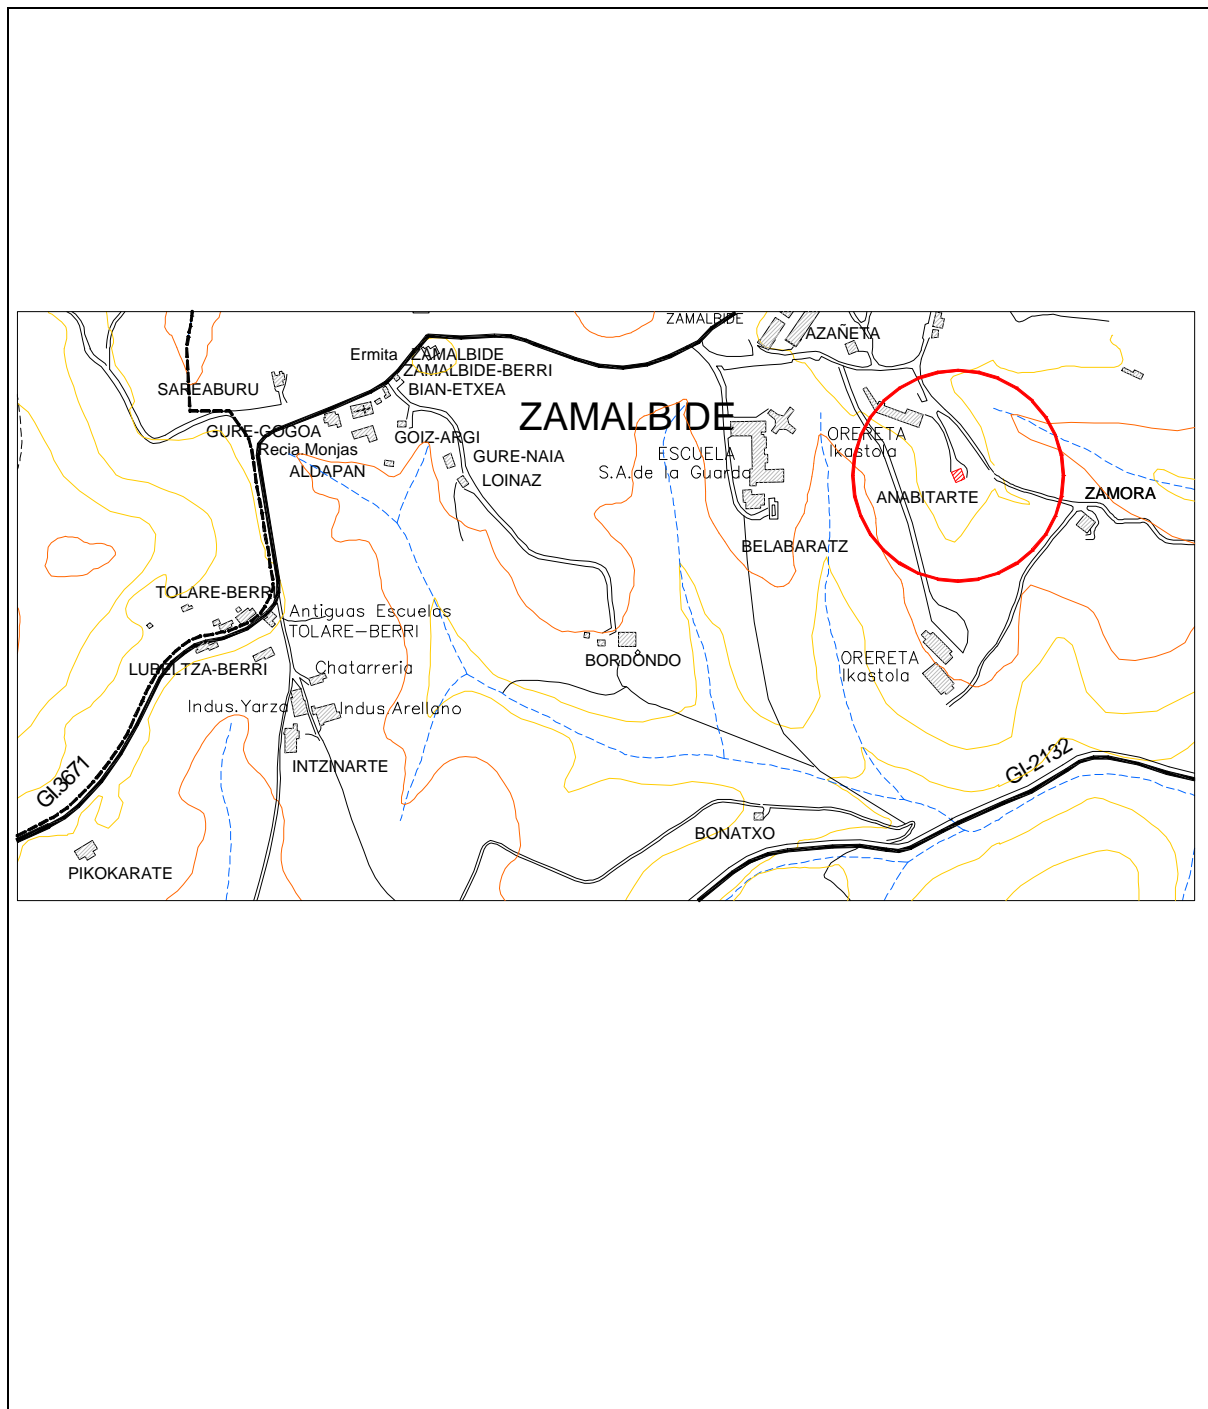 ZAMALBIDE
AZAÑETA
Ermita ZAMALBIDE
ZAMALBIDE-BERRI
BIAN-ETXEA
SAREABURU
ZAMALBIDE
GURE-GOGOA
GOIZ-ARGI
ORERETA
Ikastola
Recia.Monjas
GURE-NAIA
ESCUELA
S.A.de la Guarda
ALDAPAN
LOINAZ
ANABITARTE
ZAMORA
BELABARATZ
TOLARE-BERRI
Antiguas Escuelas
TOLARE-BERRI
LUBELTZA-BERRI
Chatarreria
BORDONDO
ORERETA
Ikastola
Indus.Yarza
Indus.Arellano
INTZINARTE
GI.3671
GI-2132
BONATXO
PIKOKARATE